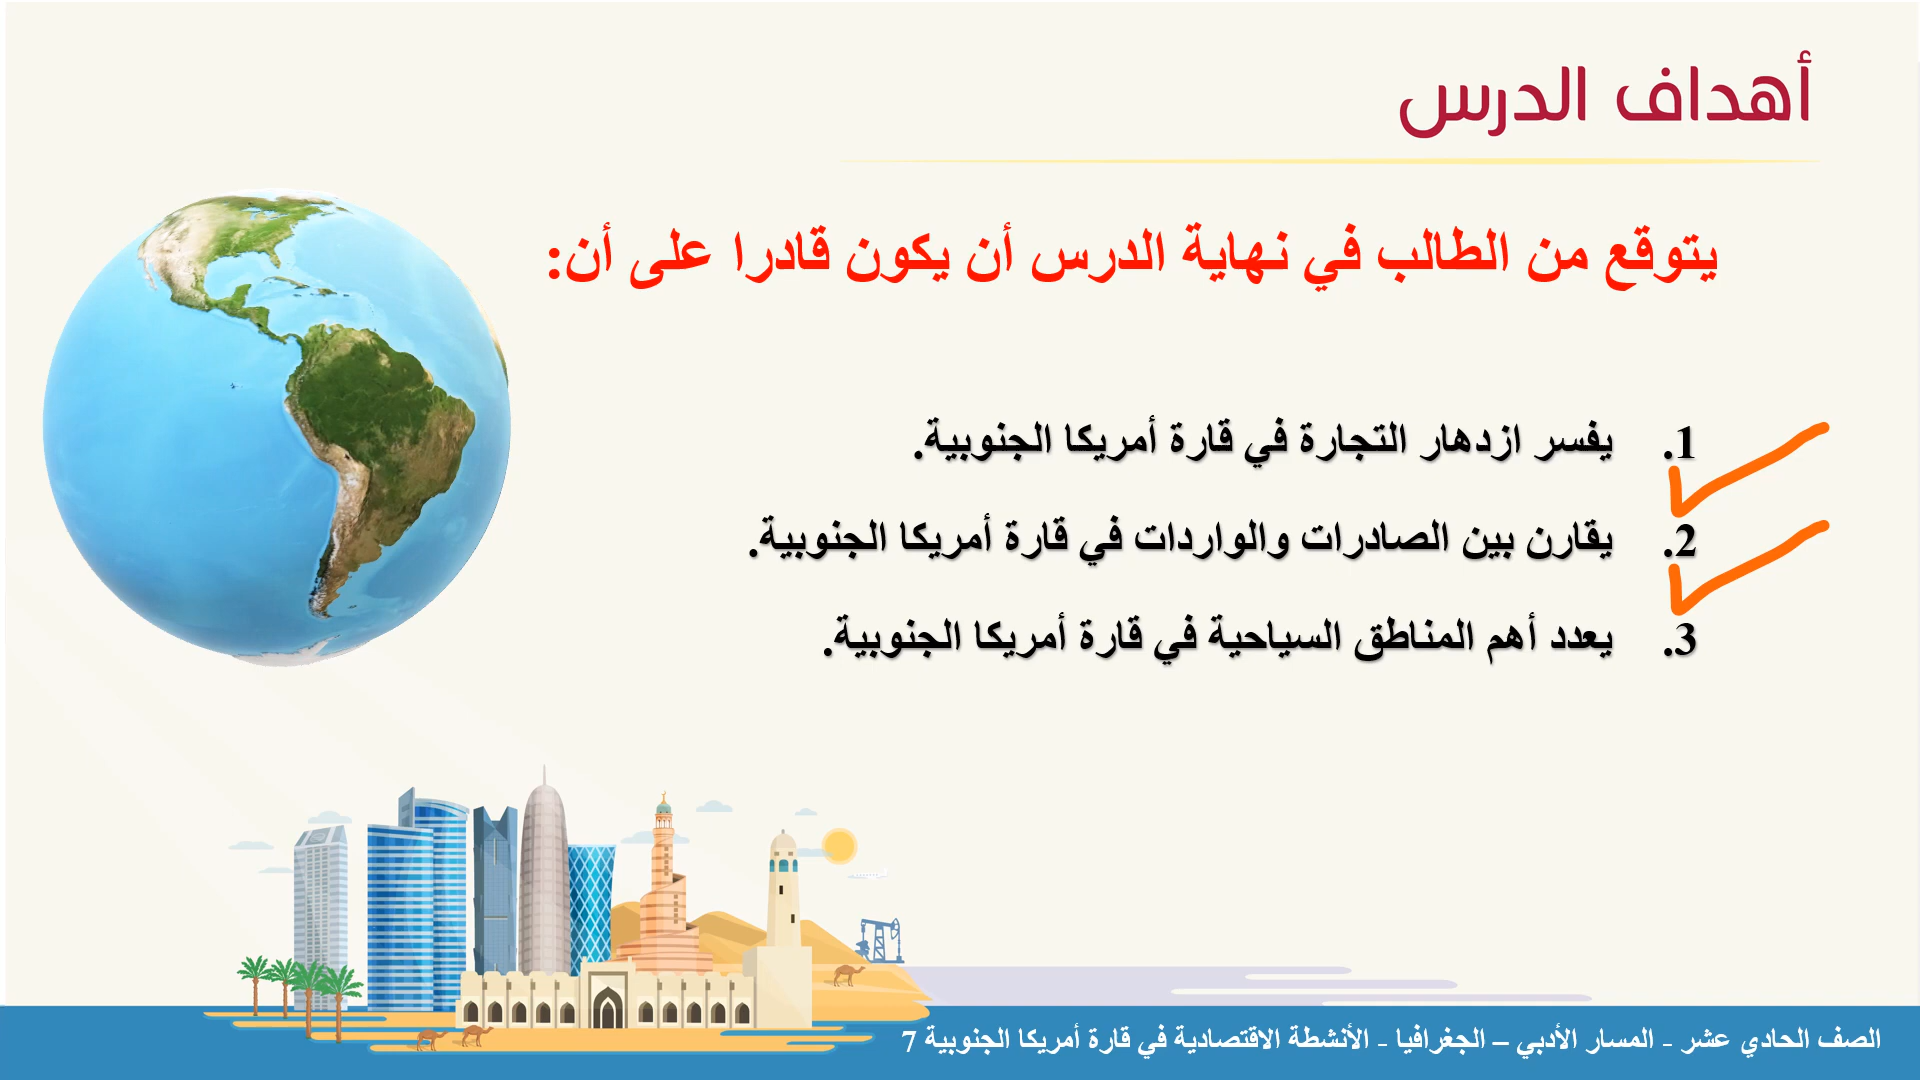 أهداف الدرس
يتوقع من الطالب في نهاية الدرس أن يكون قادرا على أن:
1. يفسر ازدهار التجارة في قارة أمريكا الجنوبية.
2. يقارن بين الصادرات والواردات في قارة أمريكا الجنوبية.
3. يعدد أهم المناطق السياحية في قارة أمريكا الجنوبية.
الصف الحادي عشر - المسار الأدبي – الجغرافيا - الأنشطة الاقتصادية في قارة أمريكا الجنوبية 7